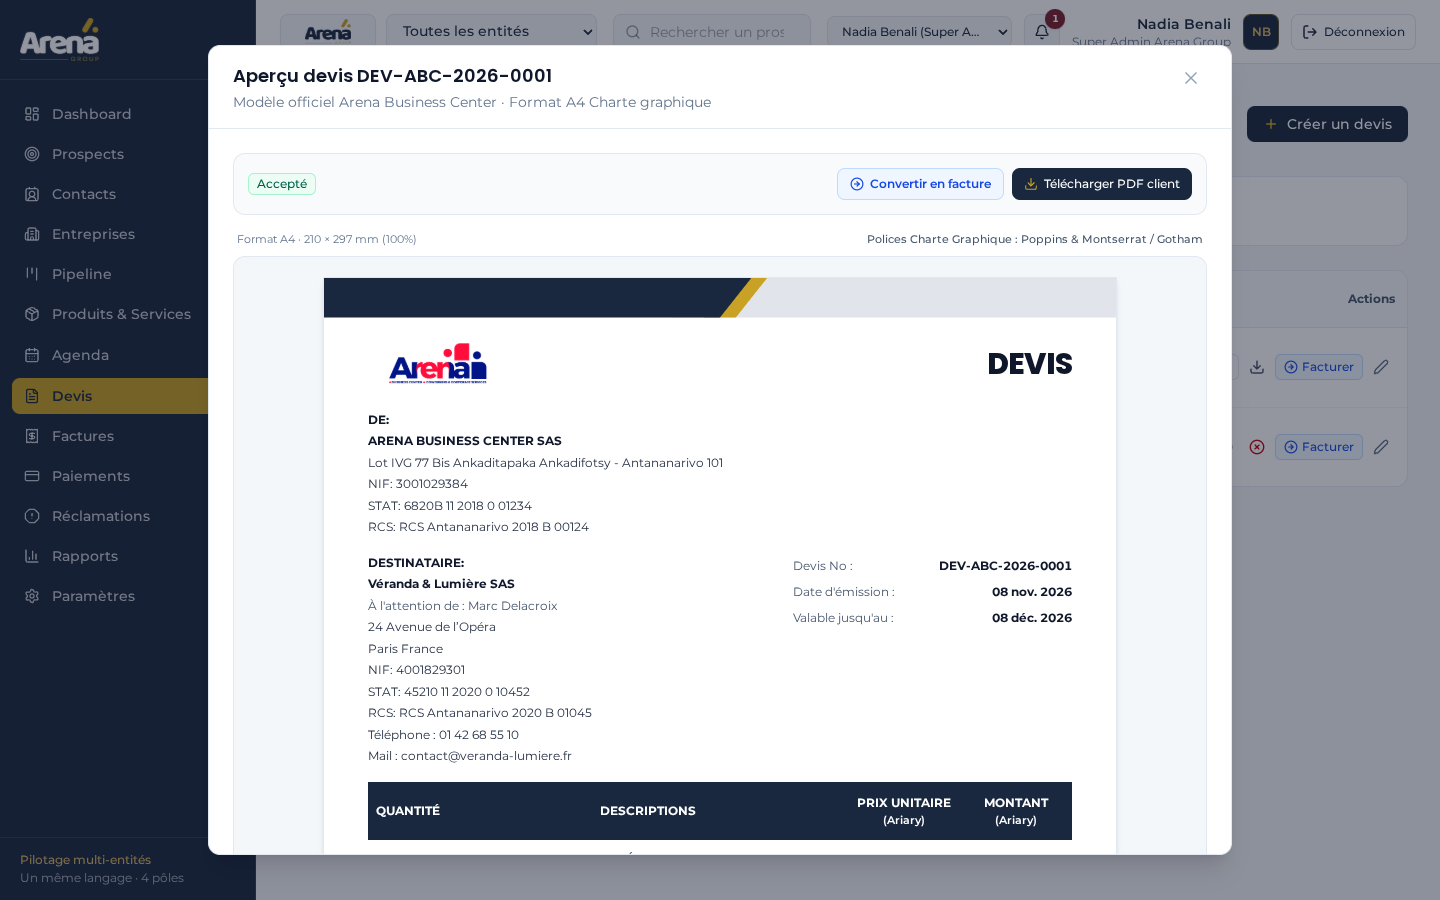 Arena
GROUP
Dashboard
Prospects
Contacts
Entreprises
Pipeline
Produits & Services
Agenda
Devis
Factures
Paiements
Réclamations
Rapports
Paramètres
Pilotage multi-entités
Un même langage · 4 pôles
Arena
Toutes les entités
Rechercher un pros
Nadia Benali (Super A...
1
Nadia Benali
Super Admin Arena Group
NB
Déconnexion
Créer un devis
Actions
Facturer
Facturer
Aperçu devis DEV-ABC-2026-0001
Modèle officiel Arena Business Center · Format A4 Charte graphique
Accepté
Convertir en facture
Télécharger PDF client
Format A4 · 210 × 297 mm (100%)
Polices Charte Graphique : Poppins & Montserrat / Gotham
Arena
DEVIS
DE:
ARENA BUSINESS CENTER SAS
Lot IVG 77 Bis Ankaditapaka Ankadifotsy - Antananarivo 101
NIF: 3001029384
STAT: 6820B 11 2018 0 01234
RCS: RCS Antananarivo 2018 B 00124
DESTINATAIRE:
Véranda & Lumière SAS
À l'attention de : Marc Delacroix
24 Avenue de l’Opéra
Paris France
NIF: 4001829301
STAT: 45210 11 2020 0 10452
RCS: RCS Antananarivo 2020 B 01045
Téléphone : 01 42 68 55 10
Mail : contact@veranda-lumiere.fr
Devis No : DEV-ABC-2026-0001
Date d'émission : 08 nov. 2026
Valable jusqu'au : 08 déc. 2026
QUANTITÉ DESCRIPTIONS PRIX UNITAIRE (Ariary) MONTANT (Ariary)